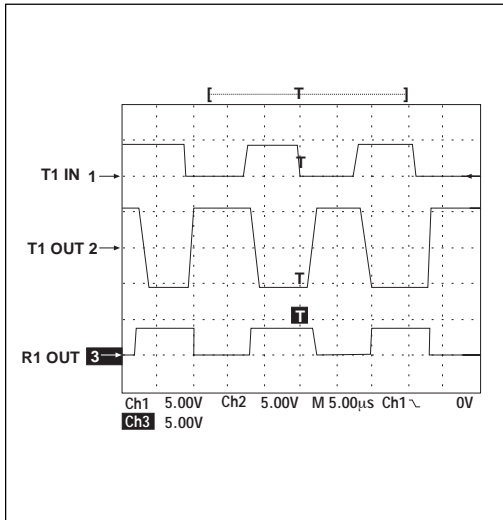 [ T ]
T1 IN 1
T
T1 OUT 2
T
T
R1 OUT 3
Ch1 5.00V Ch2 5.00V M 5.00µs Ch1 0V
Ch3 5.00V